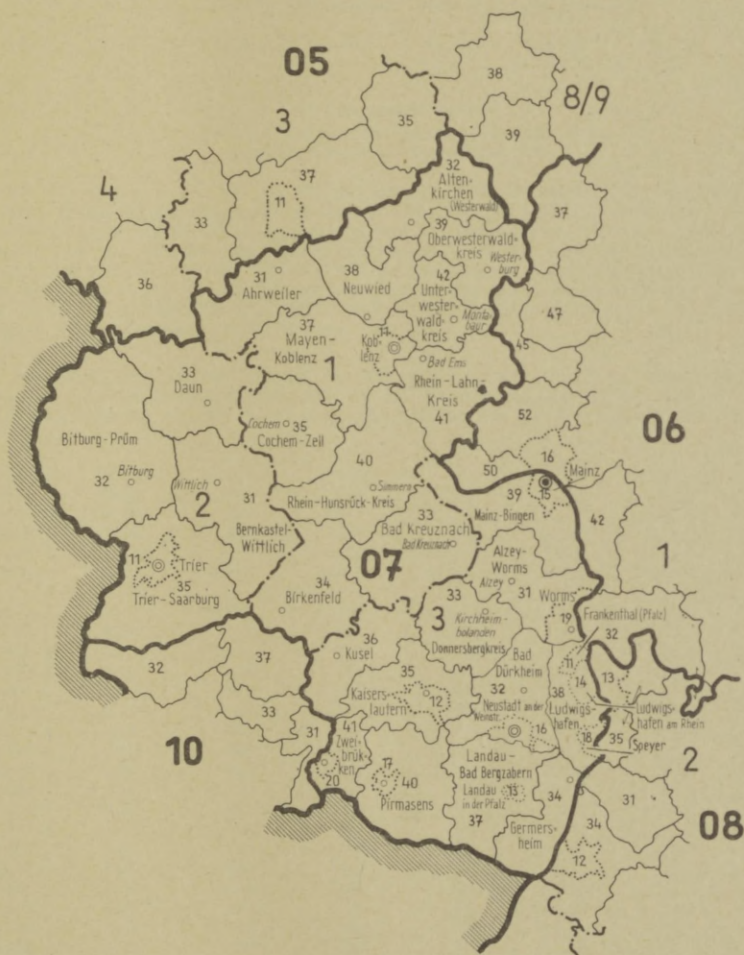 05
38
8/9
3
35
39
37
32
Alten-
kirchen
(Westerwald)
4
33
11
37
39
Oberwesterwald-
kreis
Wester-
burg
36
31
Ahrweiler
38
Neuwied
42
Unter-
wester-
wald-
kreis
Monta-
baur
47
45
37
Mayen-
Koblenz
1
11
Kob-
lenz
Bad Ems
Rhein-Lahn-
Kreis
41
33
Daun
52
06
Bitburg-Prüm
32
Bitburg
Cochem
35
Cochem-Zell
16
Mainz
15
40
50
Wittlich
2
31
Simmern
Rhein-Hunsrück-Kreis
39
Mainz-Bingen
42
Bernkastel-
Wittlich
33
Bad Kreuznach
Bad Kreuznach
1
11
Trier
35
Trier-Saarburg
34
Birkenfeld
07
Alzey-
Worms
Alzey
31
Worms
19
Frankenthal (Pfalz)
32
33
3
Kirchheim-
bolanden
Donnersbergkreis
36
Kusel
32
37
Bad
Dürkheim
32
11
14
13
35
Kaisers-
lautern
12
38
Ludwigs-
hafen
Ludwigs-
hafen am Rhein
33
31
Neustadt an der
Weinstr.
16
18
35
Speyer
10
41
Zwei-
brük-
ken
20
17
40
Pirmasens
Landau-
Bad Bergzabern
Landau
in der Pfalz
13
2
34
31
37
Germers-
heim
34
08
12